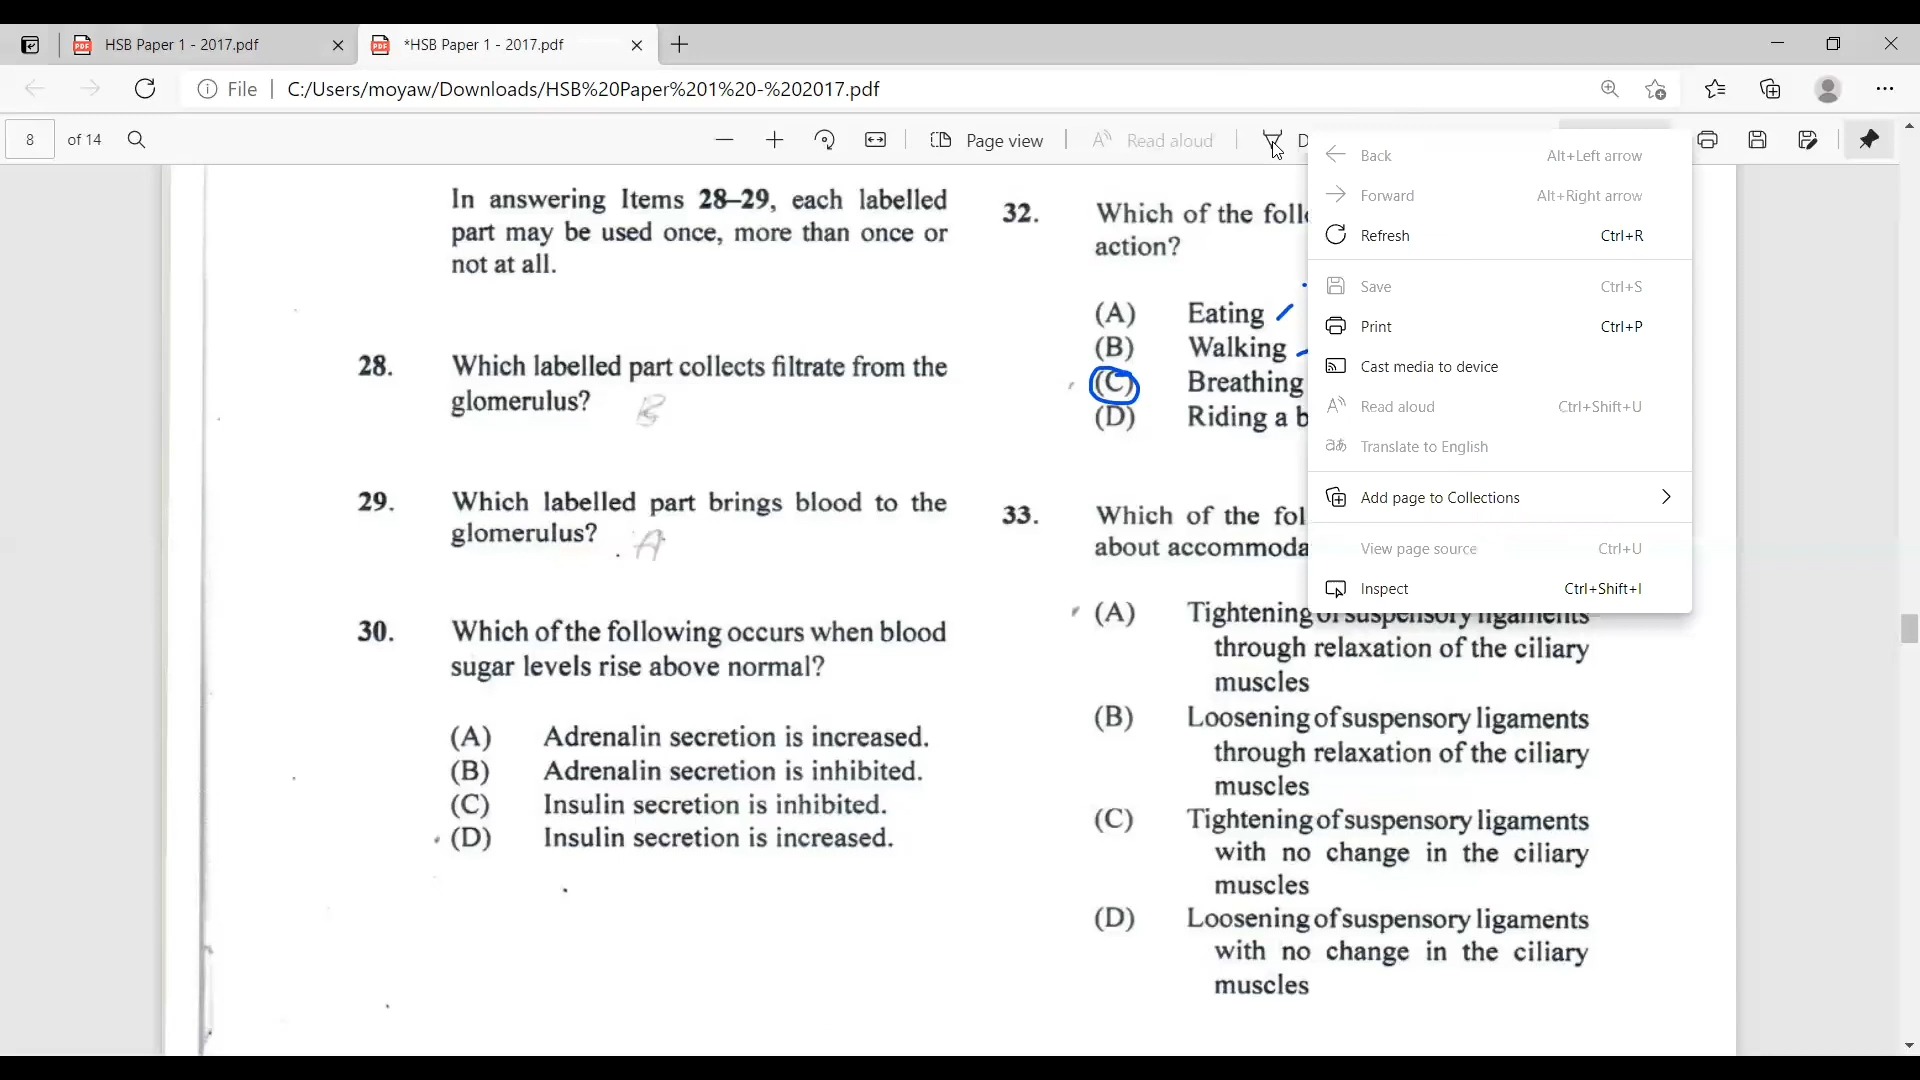 HSB Paper 1 - 2017.pdf
*HSB Paper 1 - 2017.pdf
File
C:/Users/moyaw/Downloads/HSB%20Paper%201%20-%202017.pdf
8 of 14
Page view
Read aloud
D
Back Alt+Left arrow
Forward Alt+Right arrow
Refresh Ctrl+R
Save Ctrl+S
Print Ctrl+P
Cast media to device
Read aloud Ctrl+Shift+U
Translate to English
Add page to Collections
View page source Ctrl+U
Inspect Ctrl+Shift+I
In answering Items 28–29, each labelled
part may be used once, more than once or
not at all.
28. Which labelled part collects filtrate from the
glomerulus? B
29. Which labelled part brings blood to the
glomerulus? A
30. Which of the following occurs when blood
sugar levels rise above normal?
(A) Adrenalin secretion is increased.
(B) Adrenalin secretion is inhibited.
(C) Insulin secretion is inhibited.
(D) Insulin secretion is increased.
32. Which of the foll
action?
(A) Eating
(B) Walking
(C) Breathing
(D) Riding a b
33. Which of the fol
about accommoda
(A) Tightening of suspensory ligaments
through relaxation of the ciliary
muscles
(B) Loosening of suspensory ligaments
through relaxation of the ciliary
muscles
(C) Tightening of suspensory ligaments
with no change in the ciliary
muscles
(D) Loosening of suspensory ligaments
with no change in the ciliary
muscles